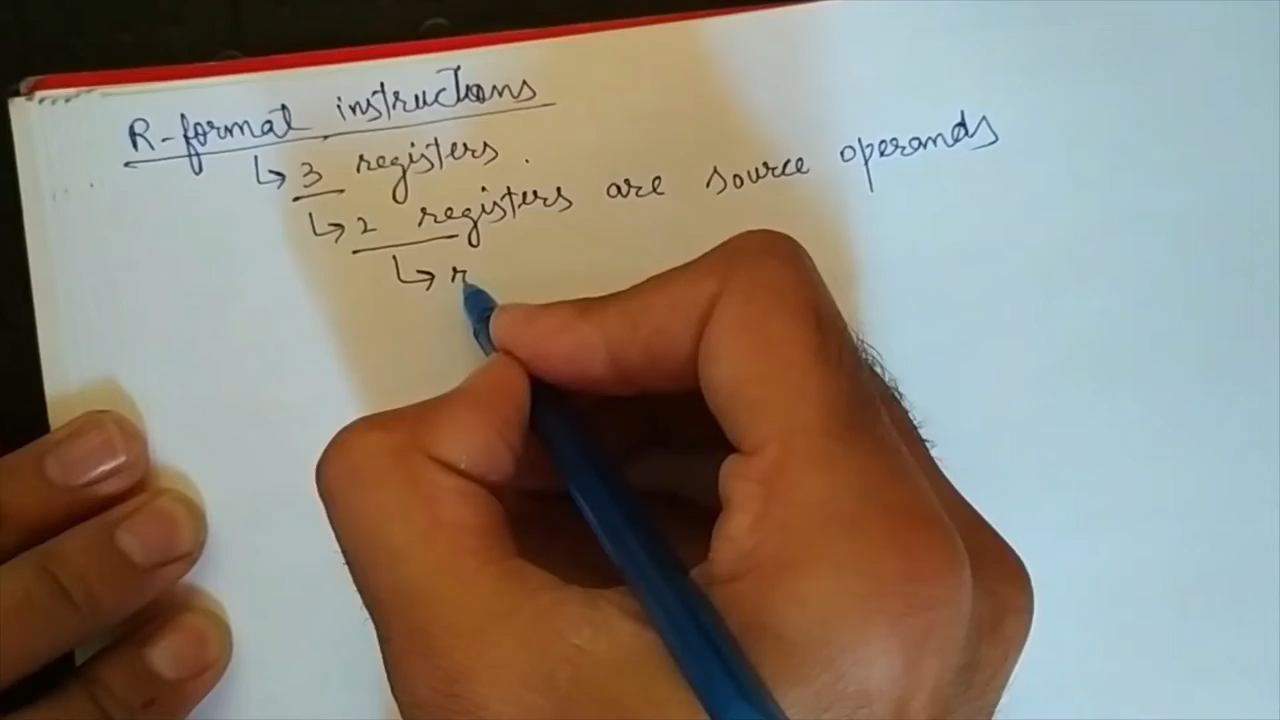 R-format instructions
↳ 3 registers.
↳ 2 registers are source operands
↳ r